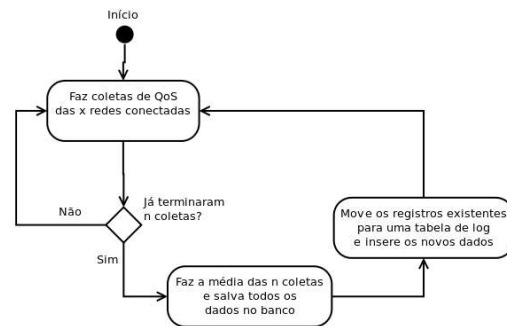 Início
Faz coletas de QoS
das x redes conectadas
Já terminaram
n coletas?
Não
Sim
Move os registros existentes
para uma tabela de log
e insere os novos dados
Faz a média das n coletas
e salva todos os
dados no banco